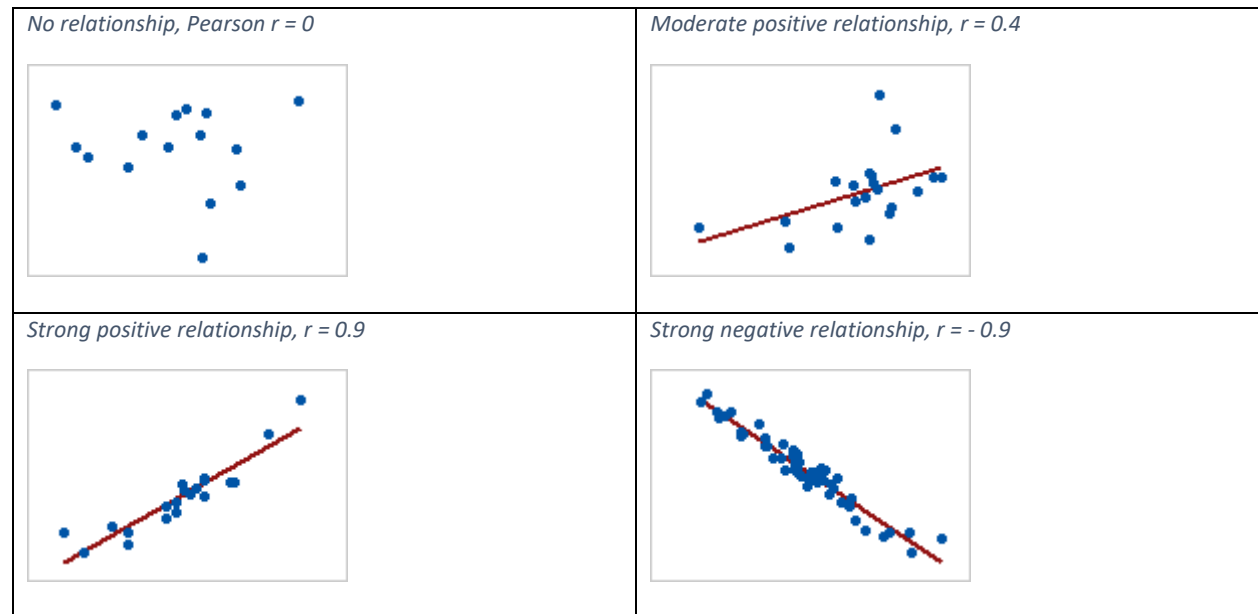 No relationship, Pearson r = 0
Moderate positive relationship, r = 0.4
Strong positive relationship, r = 0.9
Strong negative relationship, r = - 0.9